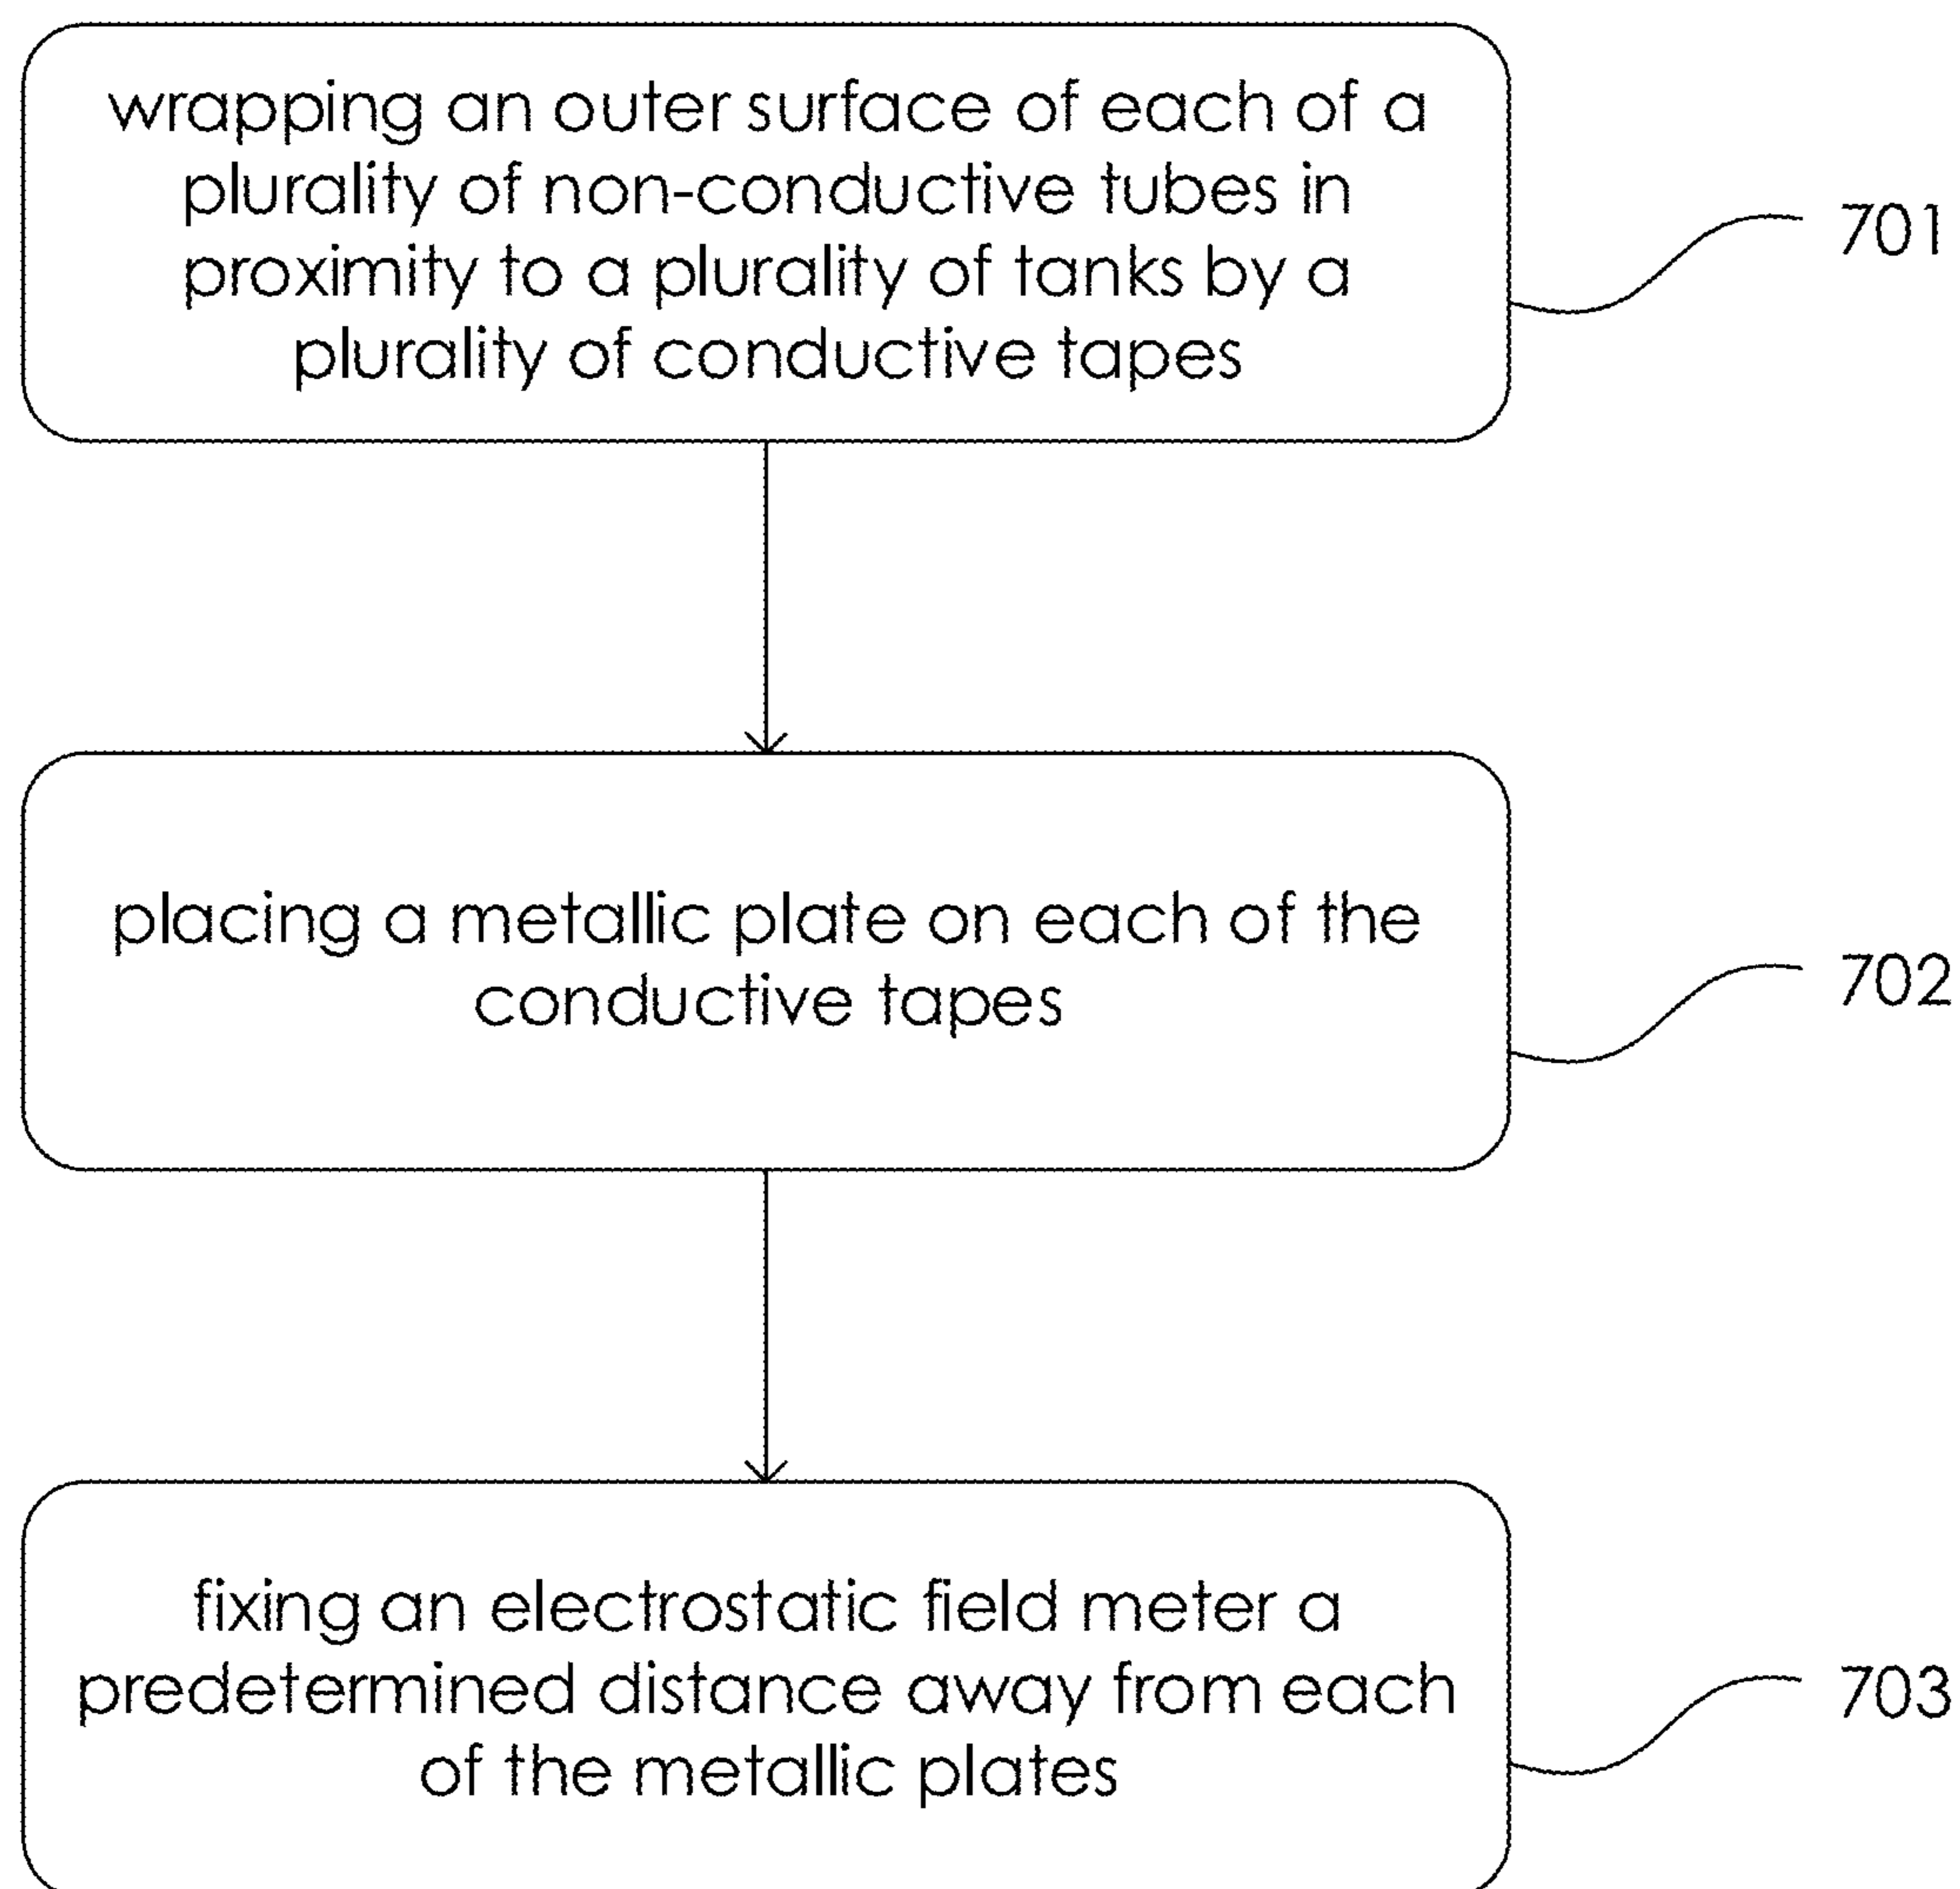 wrapping an outer surface of each of a
plurality of non-conductive tubes in
proximity to a plurality of tanks by a
plurality of conductive tapes
701
placing a metallic plate on each of the
conductive tapes
702
fixing an electrostatic field meter a
predetermined distance away from each
of the metallic plates
703